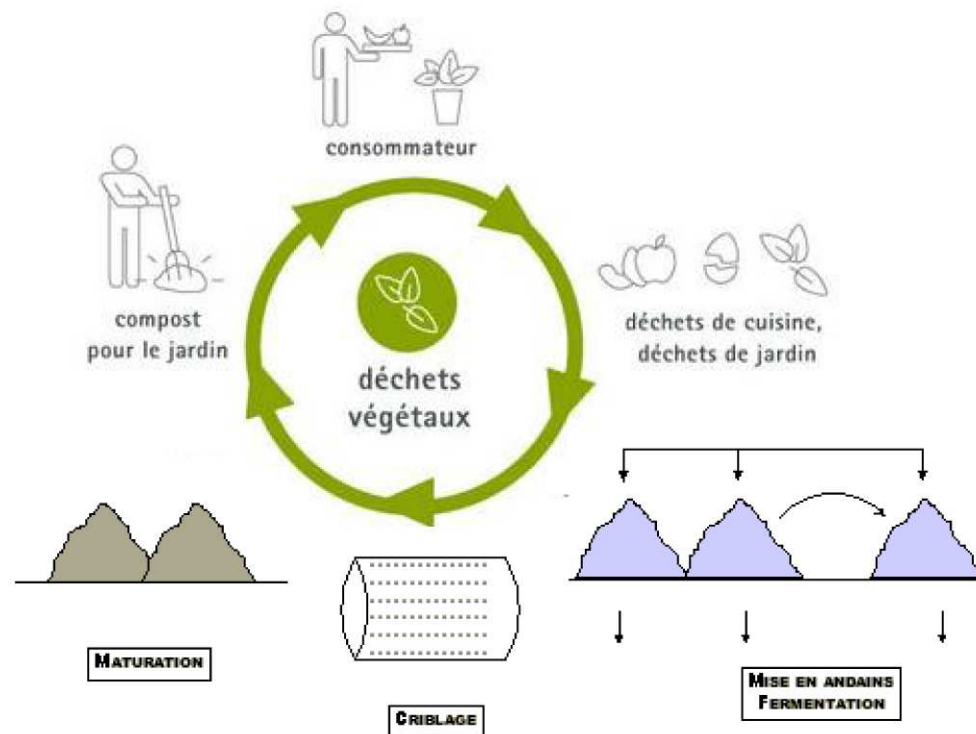 consommateur
compost
pour le jardin
déchets de cuisine,
déchets de jardin
déchets
végétaux
MATURATION
CRIBLAGE
MISE EN ANDAINS
FERMENTATION